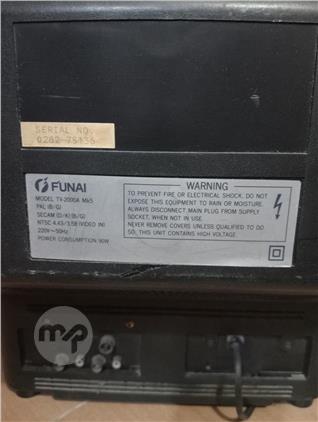 SERIAL NO.
0282 75136
FUNAI
MODEL TV-2000A Mk5
PAL (B/G)
SECAM (D/K)(B/G)
NTSC 4.43/3.58 (VIDEO IN)
220V ~ 50Hz
POWER CONSUMPTION 90W
WARNING
TO PREVENT FIRE OR ELECTRICAL SHOCK, DO NOT
EXPOSE THIS EQUIPMENT TO RAIN OR MOISTURE.
ALWAYS DISCONNECT MAIN PLUG FROM SUPPLY
SOCKET, WHEN NOT IN USE.
NEVER REMOVE COVERS UNLESS QUALIFIED TO DO
SO, THIS UNIT CONTAINS HIGH VOLTAGE.
mp